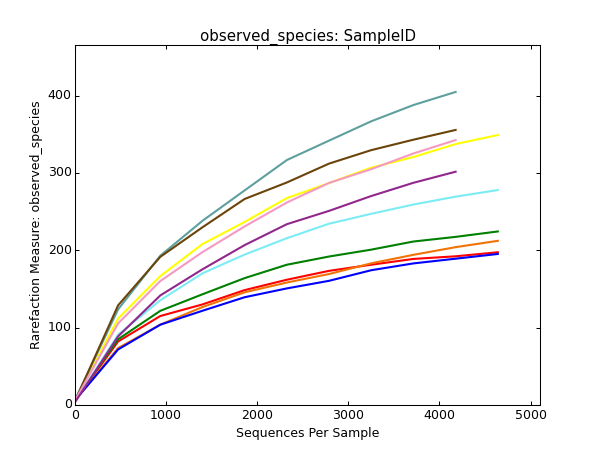 observed_species: SampleID
Rarefaction Measure: observed_species
400
300
200
100
0
0 1000 2000 3000 4000 5000
Sequences Per Sample